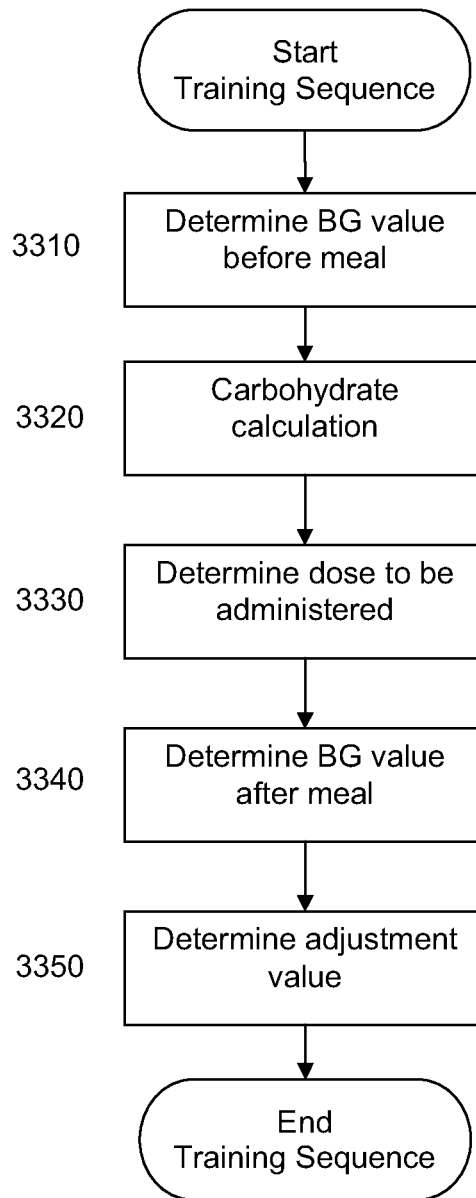 Start
Training Sequence
3310
Determine BG value
before meal
3320
Carbohydrate
calculation
3330
Determine dose to be
administered
3340
Determine BG value
after meal
3350
Determine adjustment
value
End
Training Sequence